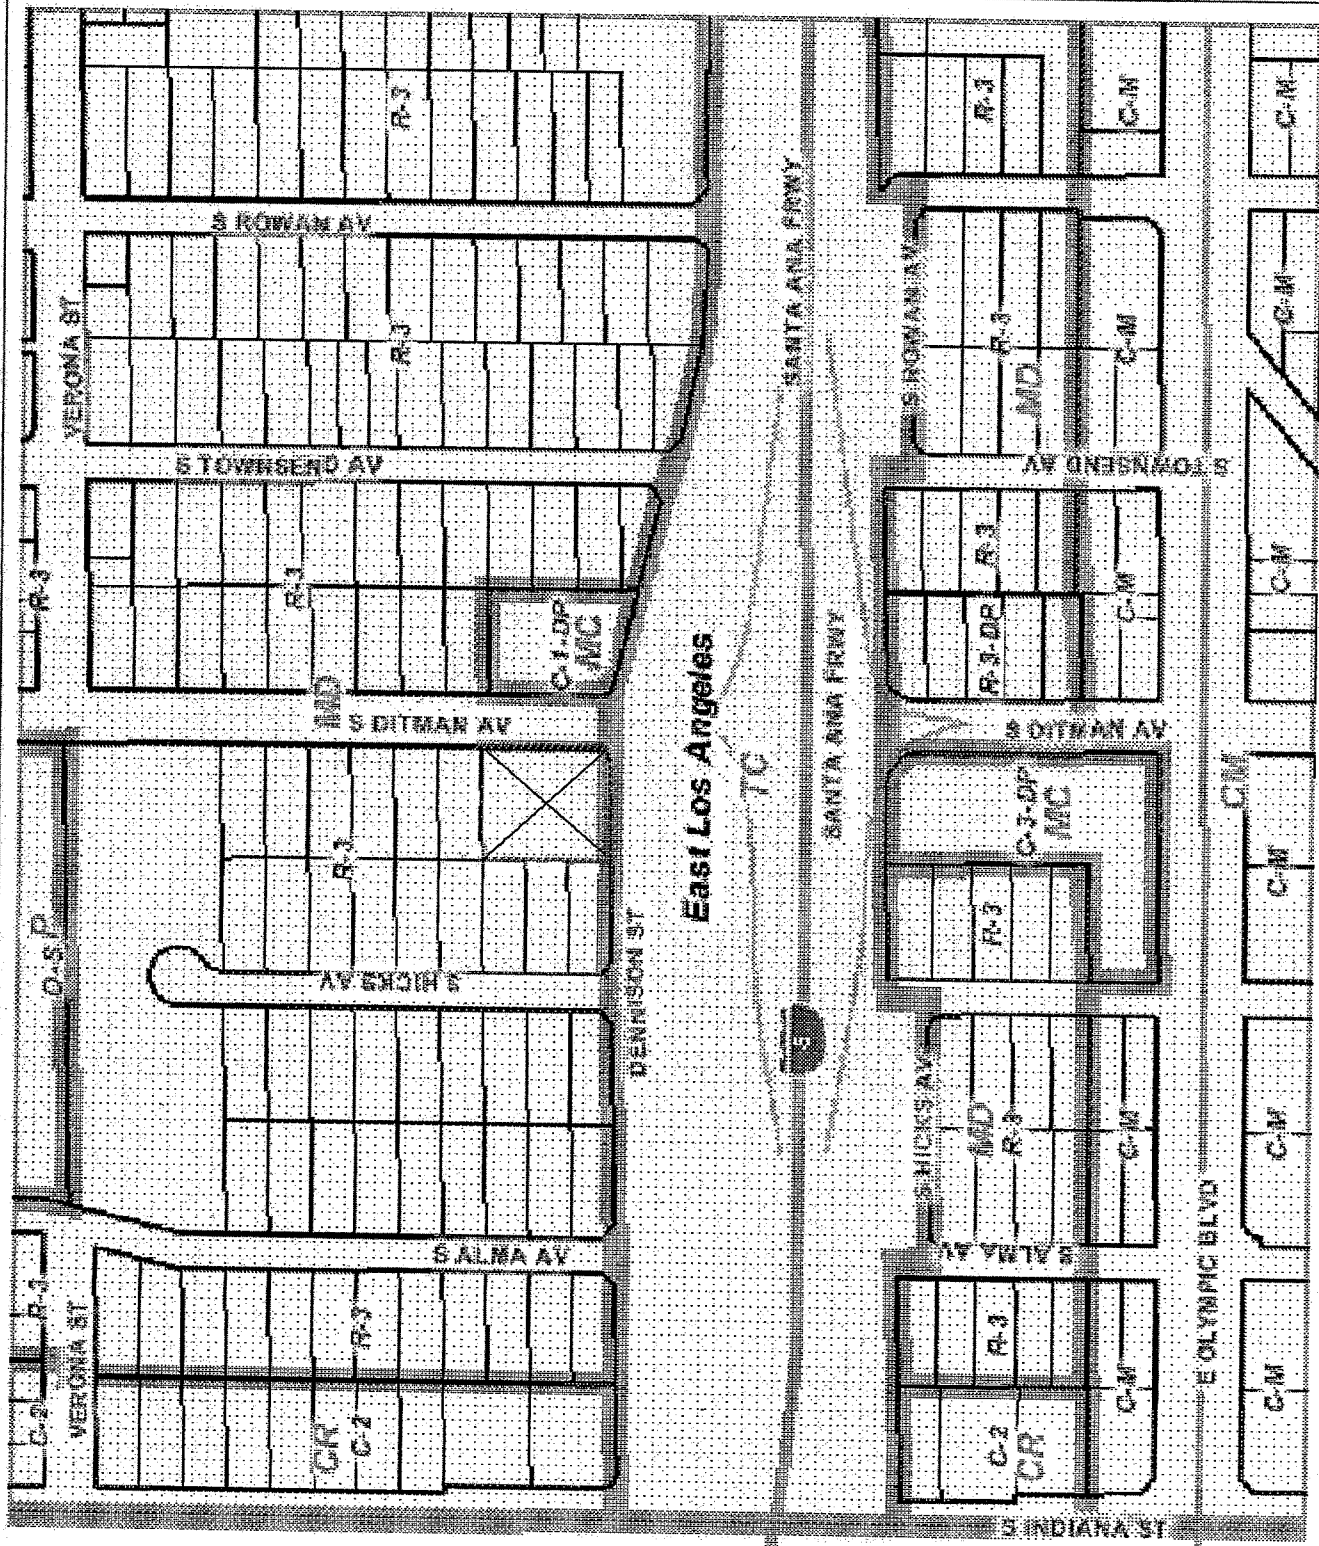 R-3
R-3
C-M
C-M
S ROWAN AV
SANTA ANA FRWY
VERONA ST
R-3
S ROWAN AV
R-3
MD
C-M
C-M
S TOWNSEND AV
S TOWNSEND AV
R-3
R-3
R-3
R-3-DP
C-M
C-M
C-1-DP
MC
MD
S DITMAN AV
East Los Angeles
SANTA ANA FRWY
S DITMAN AV
TC
C-3-DP
MC
CM
O-S
P
R-3
R-3
C-M
S HICKS AV
DENNISON ST
5
S HICKS AV
MD
R-3
C-M
C-M
S ALMA AV
S ALMA AV
E OLYMPIC BLVD
R-3
C-2
VERONA ST
R-3
CR
C-2
R-3
C-2
CR
C-M
C-M
S INDIANA ST